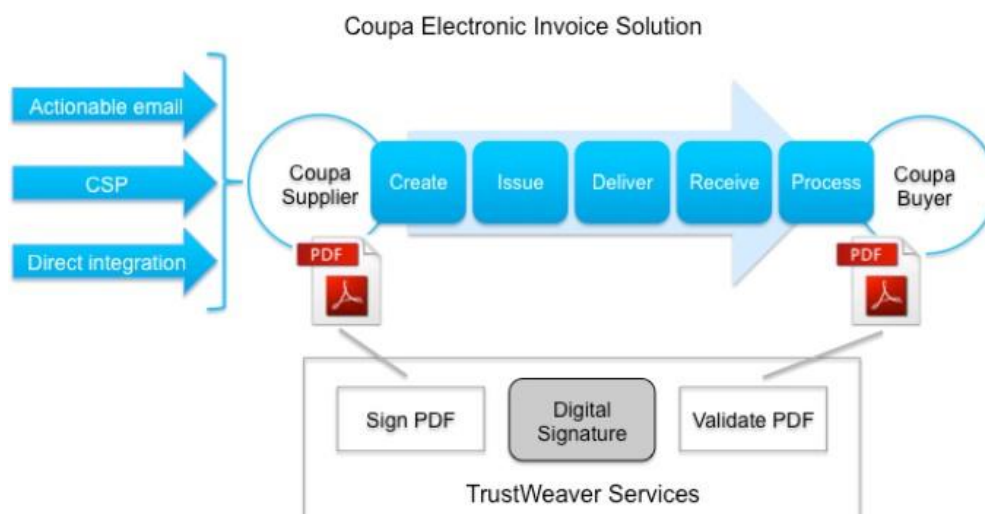 Coupa Electronic Invoice Solution
Actionable email
CSP
Direct integration
Coupa
Supplier
Create
Issue
Deliver
Receive
Process
Coupa
Buyer
PDF
PDF
Sign PDF
Digital
Signature
Validate PDF
TrustWeaver Services